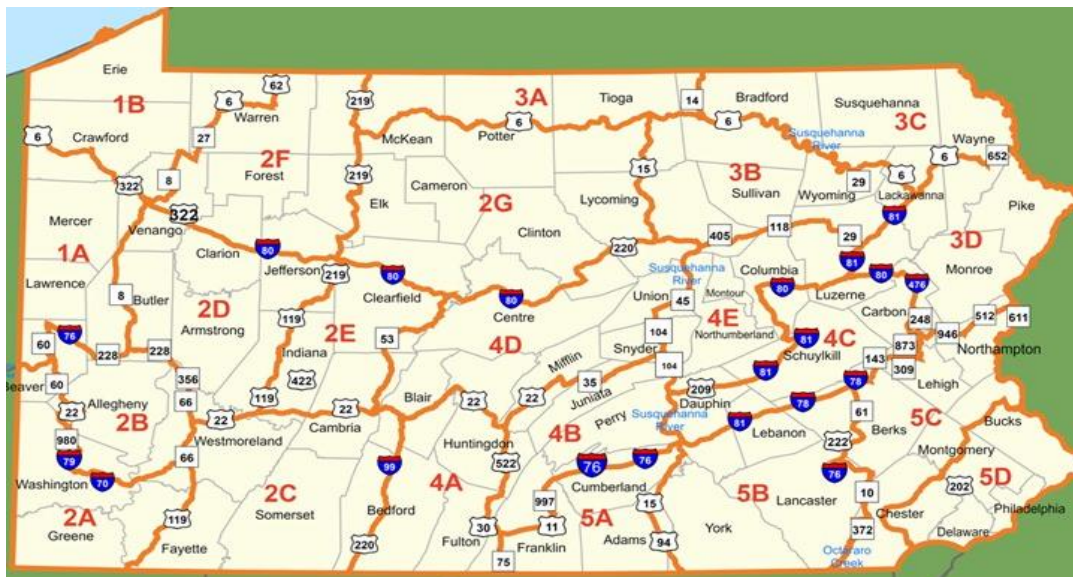 Erie
62
6
Warren
219
3A
Tioga
14
Bradford
Susquehanna
1B
6
Crawford
27
McKean
Potter
6
6
Susquehanna
River
3C
Wayne
6
652
8
2F
Forest
219
Cameron
15
3B
Sullivan
Wyoming
29
6
Lackawanna
322
322
Elk
2G
Lycoming
81
Pike
Mercer
Venango
Clinton
118
29
3D
1A
Clarion
80
Jefferson
219
80
Clearfield
220
405
81
Monroe
Lawrence
8
Butler
2D
Armstrong
119
2E
80
Centre
Susquehanna
River
Union
45
Montour
Columbia
80
Luzerne
80
476
76
60
228
228
Indiana
422
53
4D
Snyder
104
4E
Northumberland
81
4C
Schuylkill
Carbon
248
873
946
512
611
Northampton
Beaver
60
22
Allegheny
2B
356
66
119
22
Cambria
22
Blair
22
22
Mifflin
35
Juniata
104
209
Dauphin
81
78
143
309
Lehigh
980
79
Washington
70
Westmoreland
66
99
Huntingdon
522
4B
Perry
Susquehanna
River
81
78
Lebanon
61
222
Berks
5C
Montgomery
Bucks
2A
Greene
119
Fayette
2C
Somerset
Bedford
220
4A
Fulton
30
75
997
11
Franklin
76
76
Cumberland
5A
Adams
15
94
York
5B
Lancaster
76
10
372
Octararo
Creek
Chester
202
Delaware
5D
Philadelphia